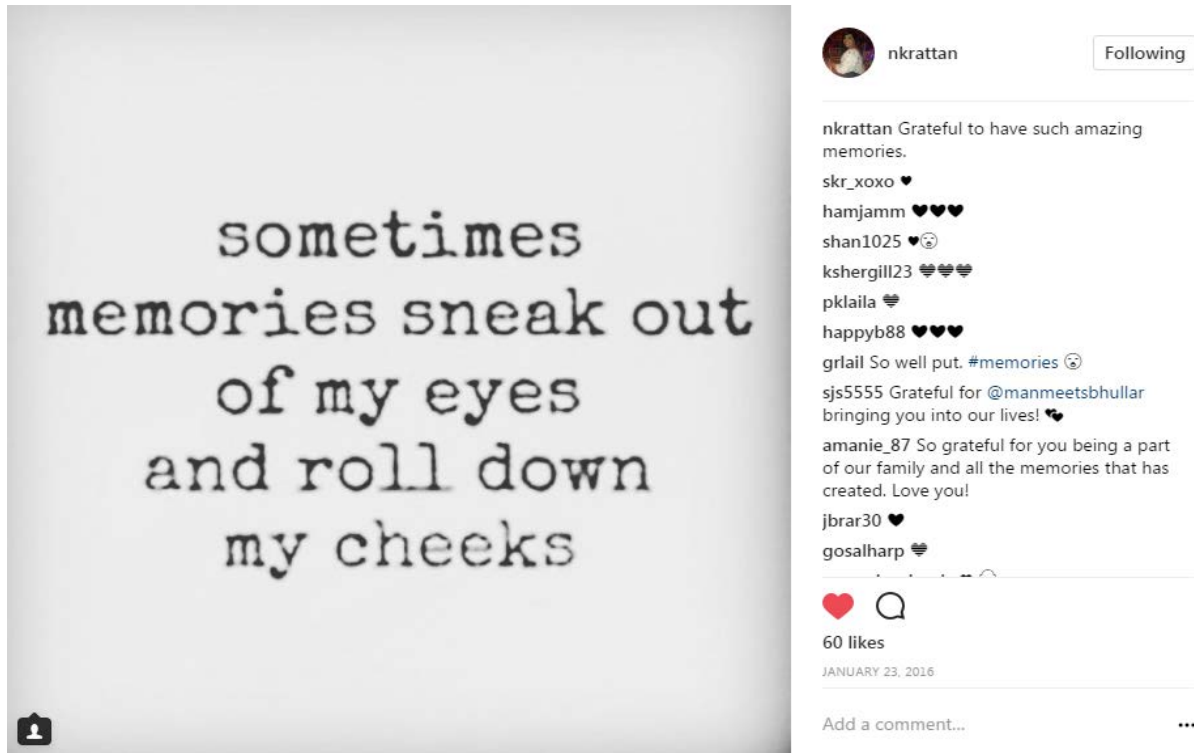 sometimes
memories sneak out
of my eyes
and roll down
my cheeks
nkrattan
Following
nkrattan Grateful to have such amazing
memories.
skr_xoxo ♥
hamjamm ♥♥♥
shan1025 ♥😮
kshergill23 ♥♥♥
pklaila ♥
happyb88 ♥♥♥
grlail So well put. #memories 😮
sjs5555 Grateful for @manmeetsbhullar
bringing you into our lives! 💕
amanie_87 So grateful for you being a part
of our family and all the memories that has
created. Love you!
jbrar30 ♥
gosalharp ♥
60 likes
JANUARY 23, 2016
Add a comment...